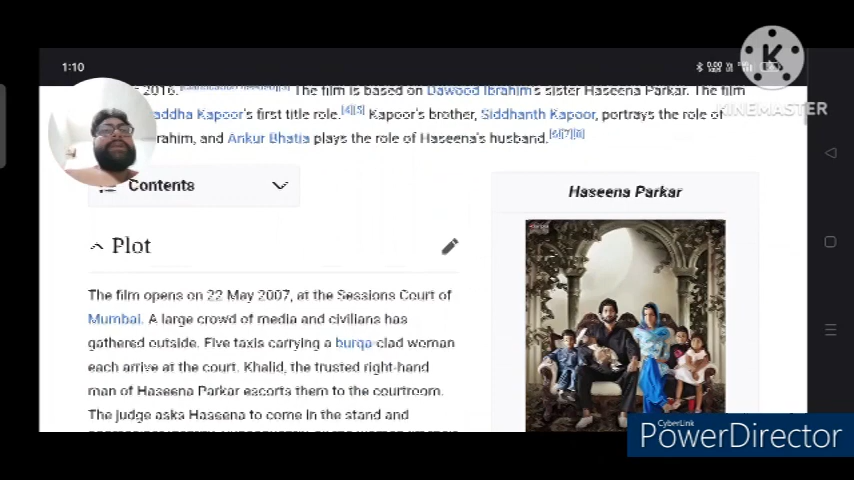 1:10
2016. The film is based on Dawood Ibrahim's sister Haseena Parkar. The film
addha Kapoor's first title role.[4][5] Kapoor's brother, Siddhanth Kapoor, portrays the role of
rahim, and Ankur Bhatia plays the role of Haseena's husband.[6][7][8]
Contents
Plot
The film opens on 22 May 2007, at the Sessions Court of
Mumbai. A large crowd of media and civilians has
gathered outside. Five taxis carrying a burqa-clad woman
each arrive at the court. Khalid, the trusted right-hand
man of Haseena Parkar escorts them to the courtroom.
The judge asks Haseena to come in the stand and
Haseena Parkar
K
KINEMASTER
CyberLink
PowerDirector